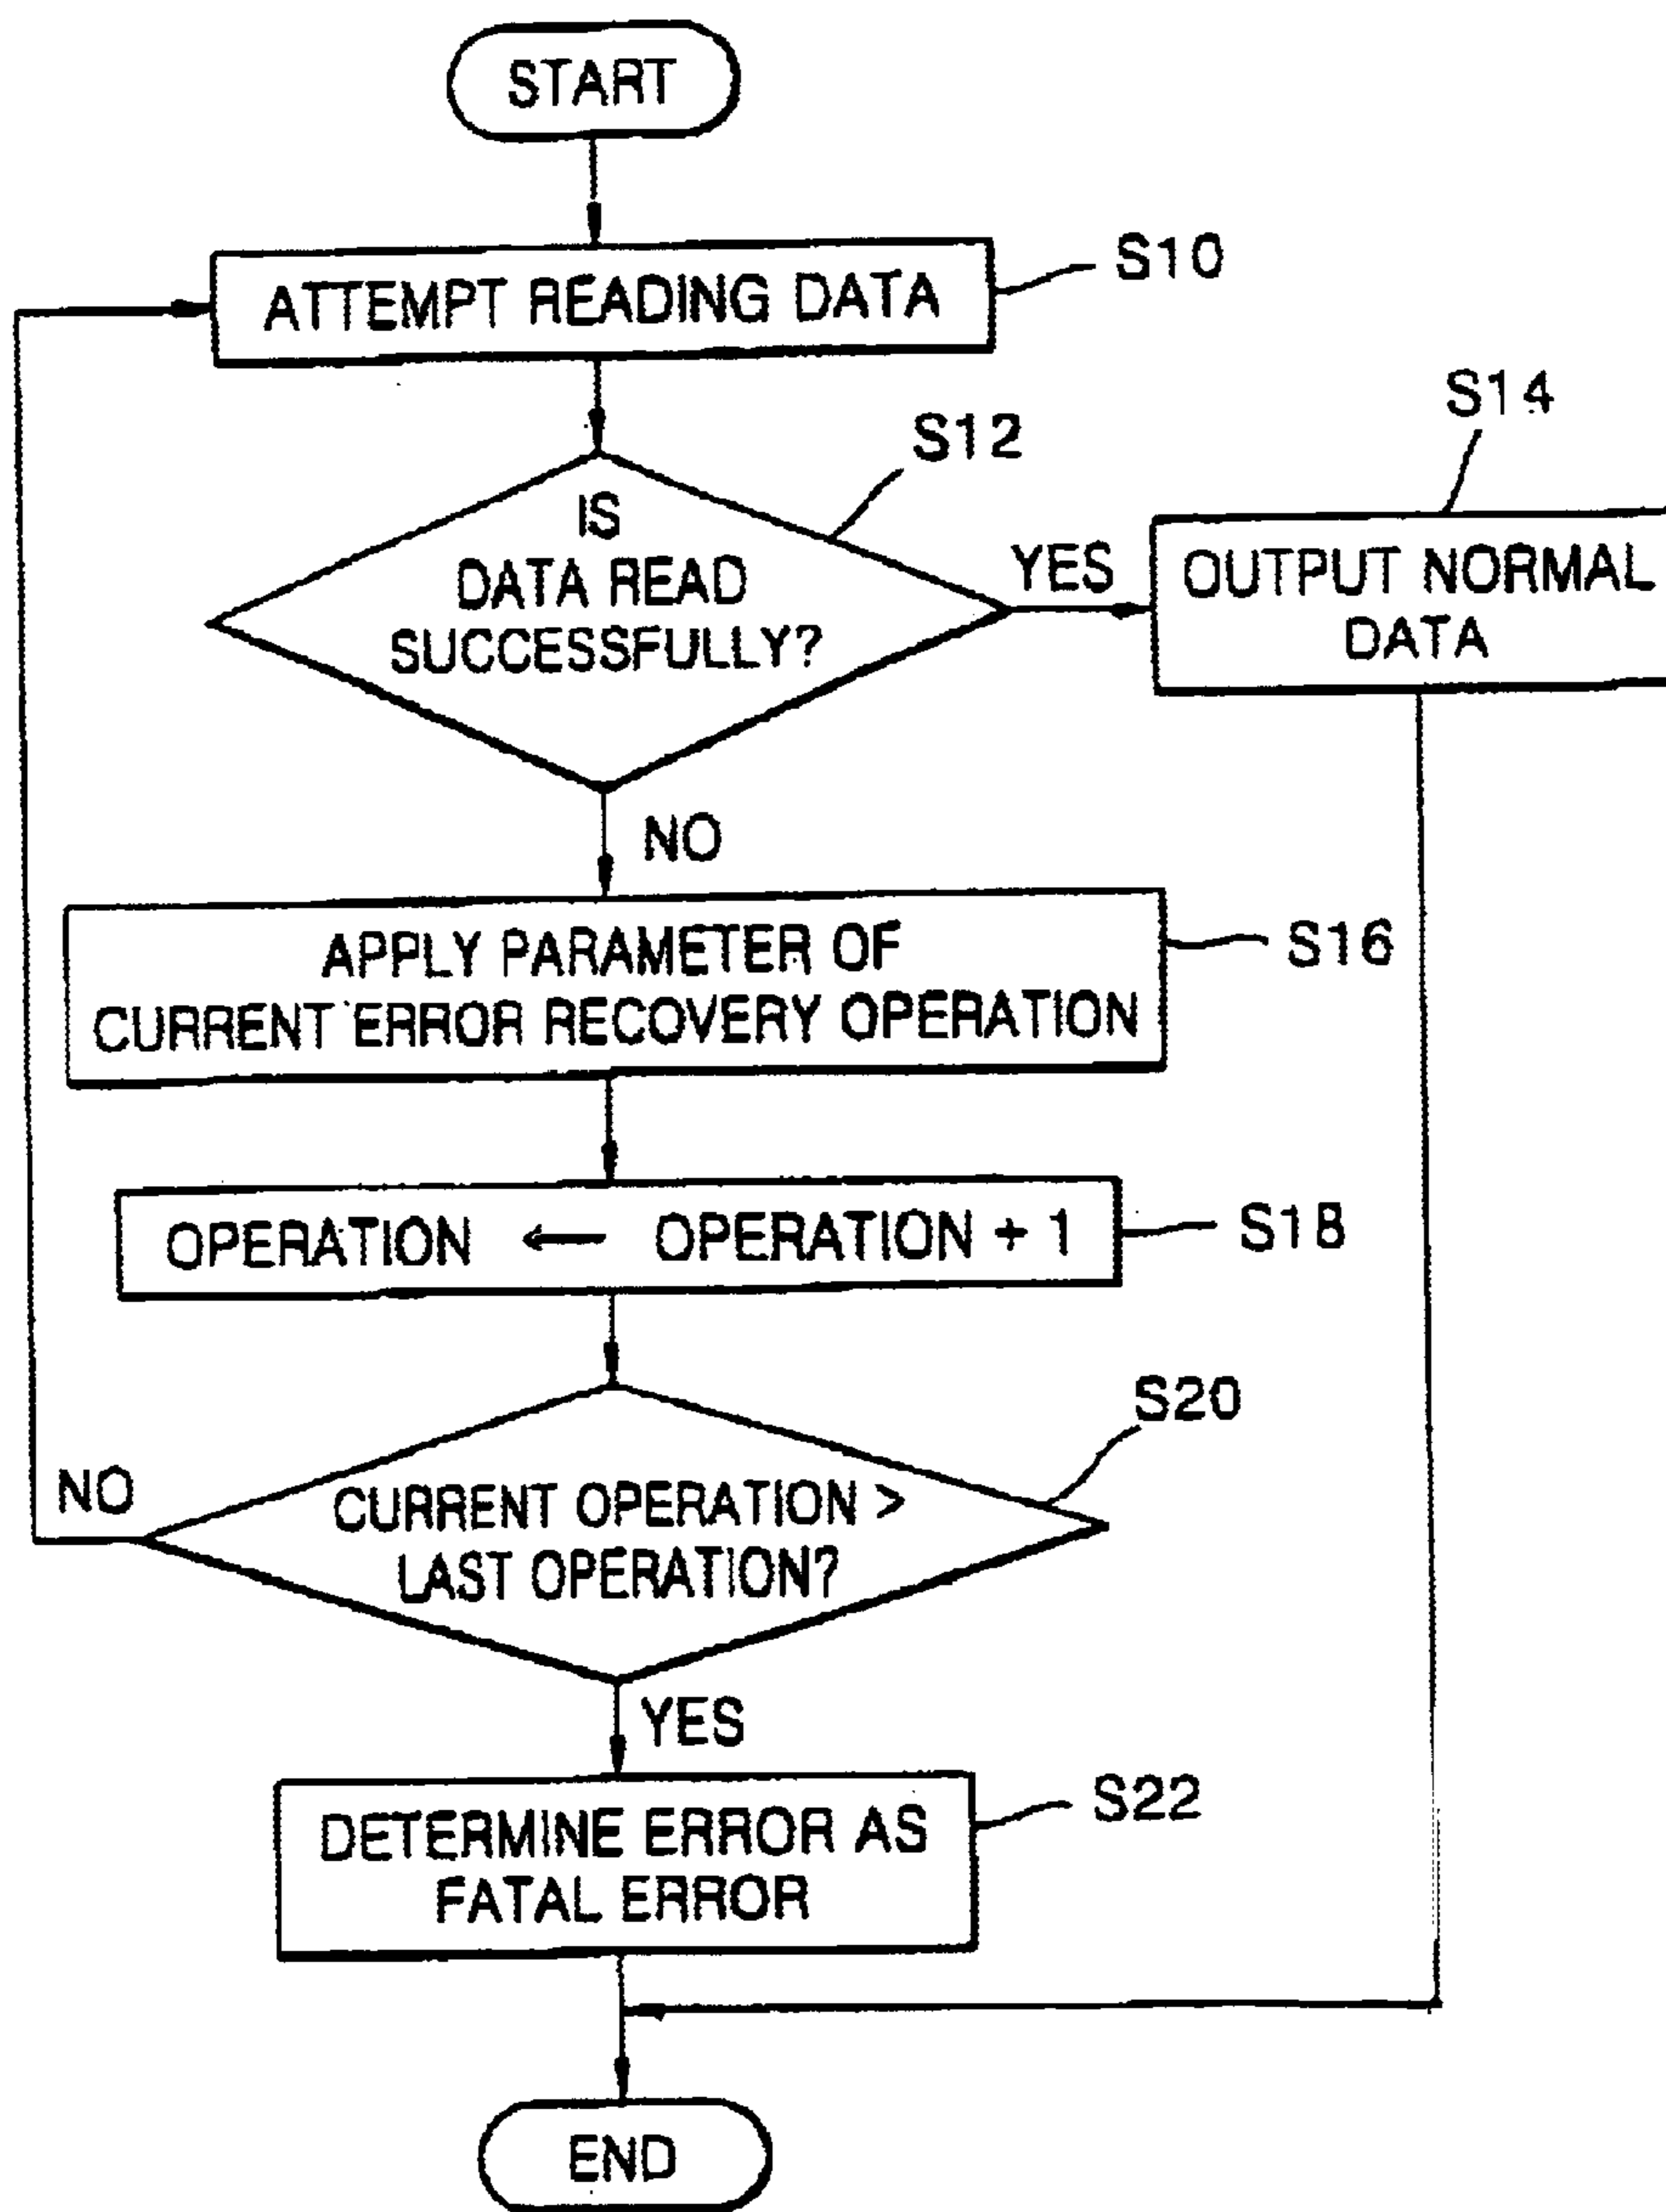 START
ATTEMPT READING DATA
S10
IS
DATA READ
SUCCESSFULLY?
S12
YES
S14
OUTPUT NORMAL
DATA
NO
APPLY PARAMETER OF
CURRENT ERROR RECOVERY OPERATION
S16
OPERATION ← OPERATION + 1
S18
CURRENT OPERATION >
LAST OPERATION?
S20
NO
YES
DETERMINE ERROR AS
FATAL ERROR
S22
END